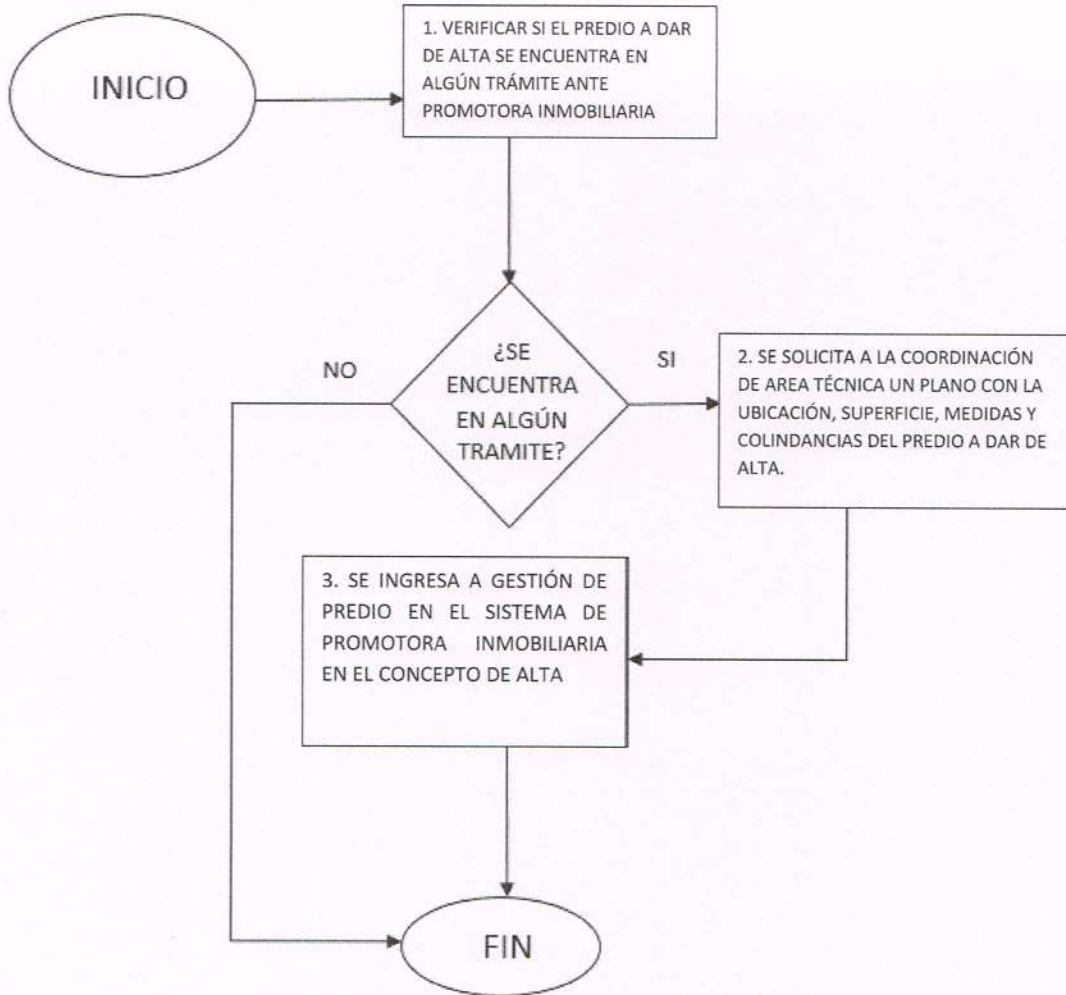 INICIO
1. VERIFICAR SI EL PREDIO A DAR
DE ALTA SE ENCUENTRA EN
ALGÚN TRÁMITE ANTE
PROMOTORA INMOBILIARIA
¿SE
ENCUENTRA
EN ALGÚN
TRAMITE?
NO
SI
2. SE SOLICITA A LA COORDINACIÓN
DE AREA TÉCNICA UN PLANO CON LA
UBICACIÓN, SUPERFICIE, MEDIDAS Y
COLINDANCIAS DEL PREDIO A DAR DE
ALTA.
3. SE INGRESA A GESTIÓN DE
PREDIO EN EL SISTEMA DE
PROMOTORA INMOBILIARIA
EN EL CONCEPTO DE ALTA
FIN